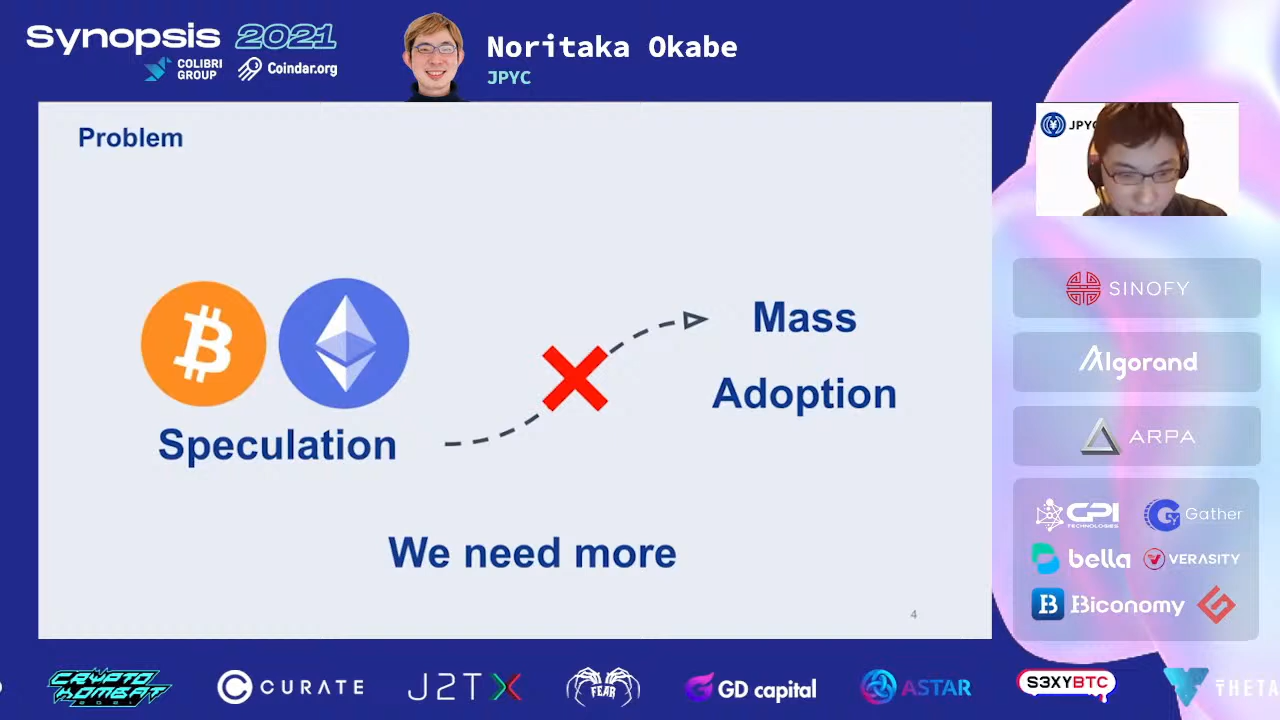 Synopsis 2021
COLIBRI
GROUP
Coindar.org
Noritaka Okabe
JPYC
Problem
Speculation
Mass
Adoption
We need more
4
JPYC
SINOFY
Algorand
ARPA
CPI
TECHNOLOGIES
Gather
bella
VERASITY
Biconomy
CRYPTO
KOMBAT
CURATE
J2TX
FEAR
GD capital
ASTAR
S3XYBTC
THETA